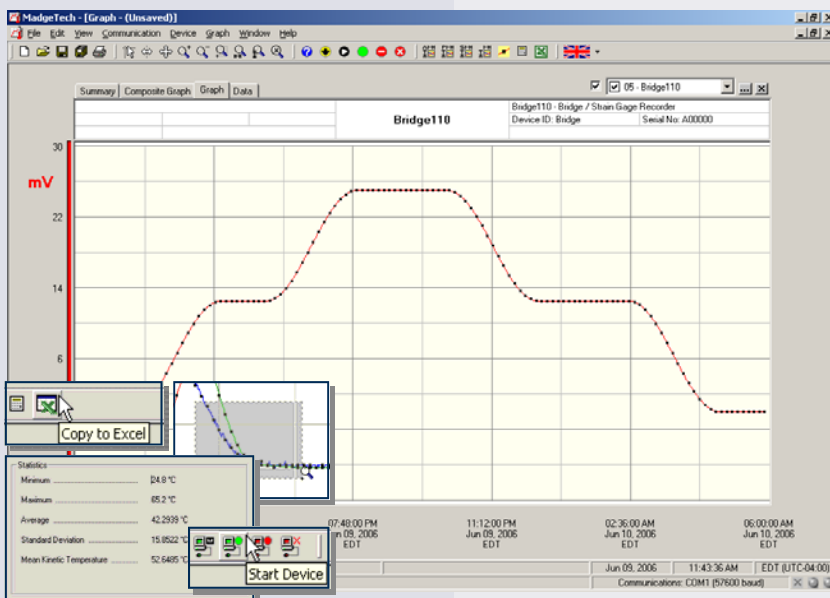 MadgeTech - [Graph - (Unsaved)]
File Edit View Communication Device Graph Window Help
Summary Composite Graph Graph Data
05 - Bridge110
Bridge110
Bridge110 - Bridge / Strain Gage Recorder
Device ID: Bridge Serial No: A00000
30
mV
22
14
6
Copy to Excel
Statistics
Minimum 24.8 °C
Maximum 65.2 °C
Average 42.2939 °C
Standard Deviation 15.8522 °C
Mean Kinetic Temperature 52.6485 °C
Start Device
07:48:00 PM
Jun 09, 2006
EDT
11:12:00 PM
Jun 09, 2006
EDT
02:36:00 AM
Jun 10, 2006
EDT
06:00:00 AM
Jun 10, 2006
EDT
Jun 09, 2006 11:43:36 AM EDT (UTC-04:00)
Communications: COM1 (57600 baud)